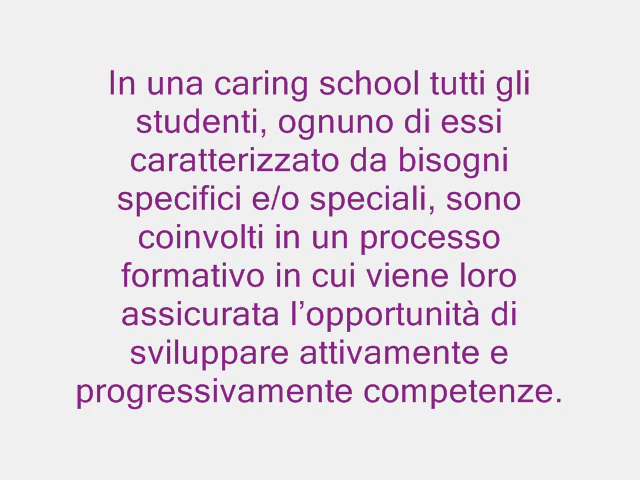 In una caring school tutti gli
studenti, ognuno di essi
caratterizzato da bisogni
specifici e/o speciali, sono
coinvolti in un processo
formativo in cui viene loro
assicurata l’opportunità di
sviluppare attivamente e
progressivamente competenze.